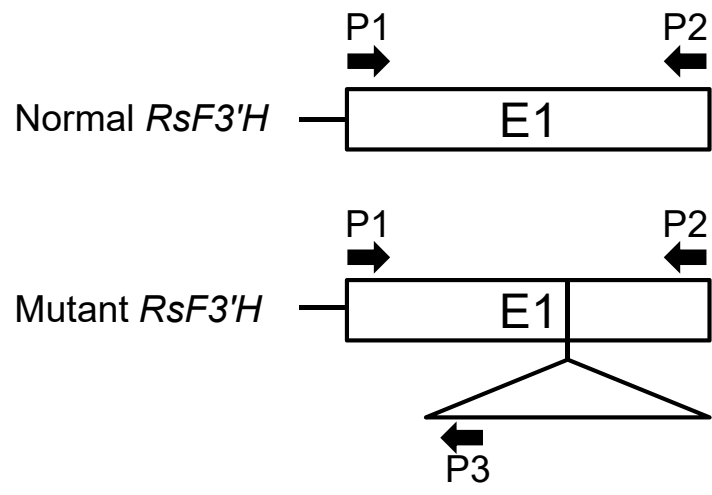 P1 P2
Normal RsF3'H E1
P1 P2
Mutant RsF3'H E1
P3